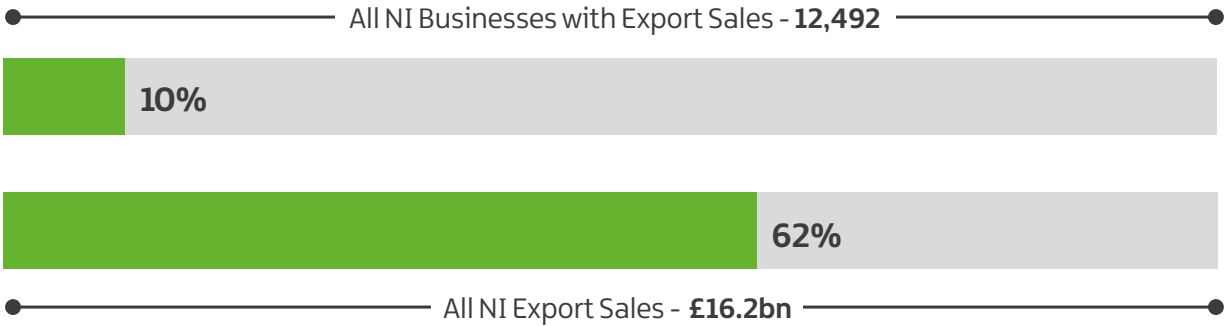 All NI Businesses with Export Sales - 12,492
10%
62%
All NI Export Sales - £16.2bn